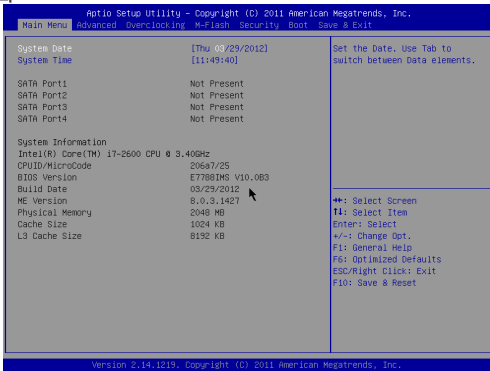 Aptio Setup Utility – Copyright (C) 2011 American Megatrends, Inc.
Main Menu Advanced Overclocking M-Flash Security Boot Save & Exit
System Date [Thu 03/29/2012]
System Time [11:49:40]
SATA Port1 Not Present
SATA Port2 Not Present
SATA Port3 Not Present
SATA Port4 Not Present
System Information
Intel(R) Core(TM) i7-2600 CPU @ 3.40GHz
CPUID/MicroCode 206a7/25
BIOS Version E7788IMS V10.0B3
Build Date 03/29/2012
ME Version 8.0.3.1427
Physical Memory 2048 MB
Cache Size 1024 KB
L3 Cache Size 8192 KB
Set the Date. Use Tab to
switch between Data elements.
→←: Select Screen
↑↓: Select Item
Enter: Select
+/-: Change Opt.
F1: General Help
F6: Optimized Defaults
ESC/Right Click: Exit
F10: Save & Reset
Version 2.14.1219. Copyright (C) 2011 American Megatrends, Inc.